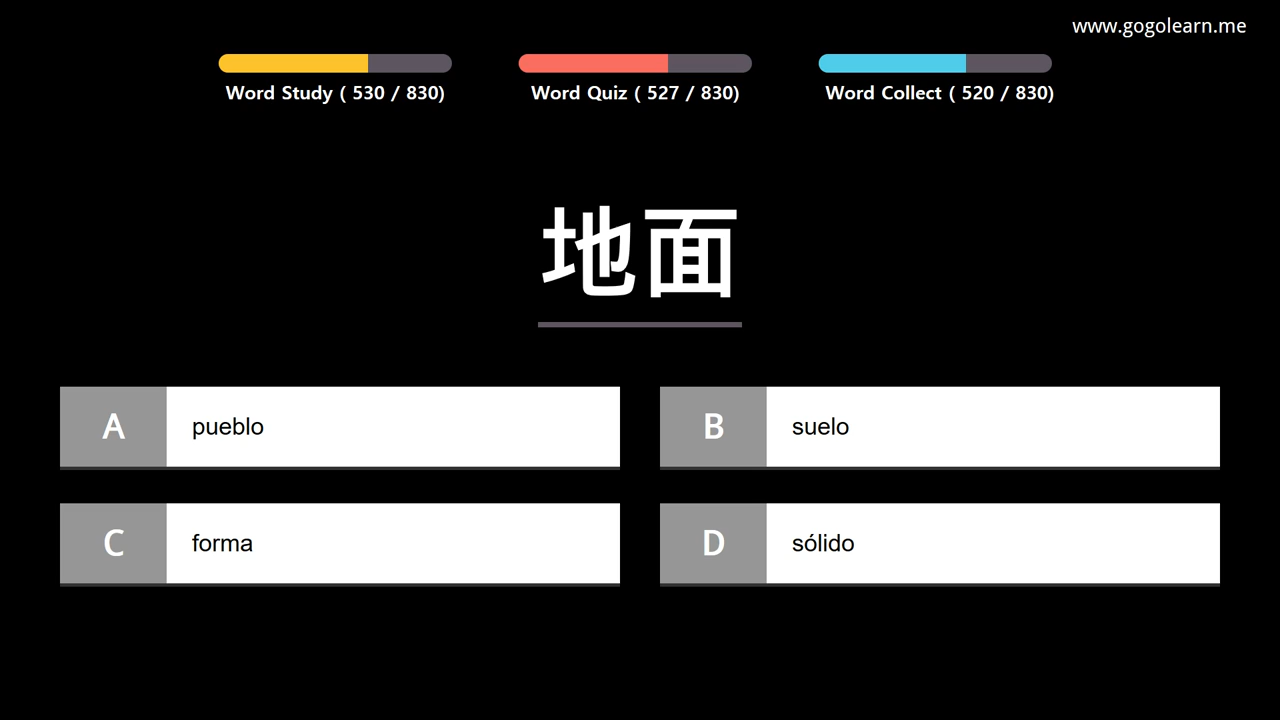 www.gogolearn.me
Word Study ( 530 / 830)
Word Quiz ( 527 / 830)
Word Collect ( 520 / 830)
地面
A pueblo
B suelo
C forma
D sólido